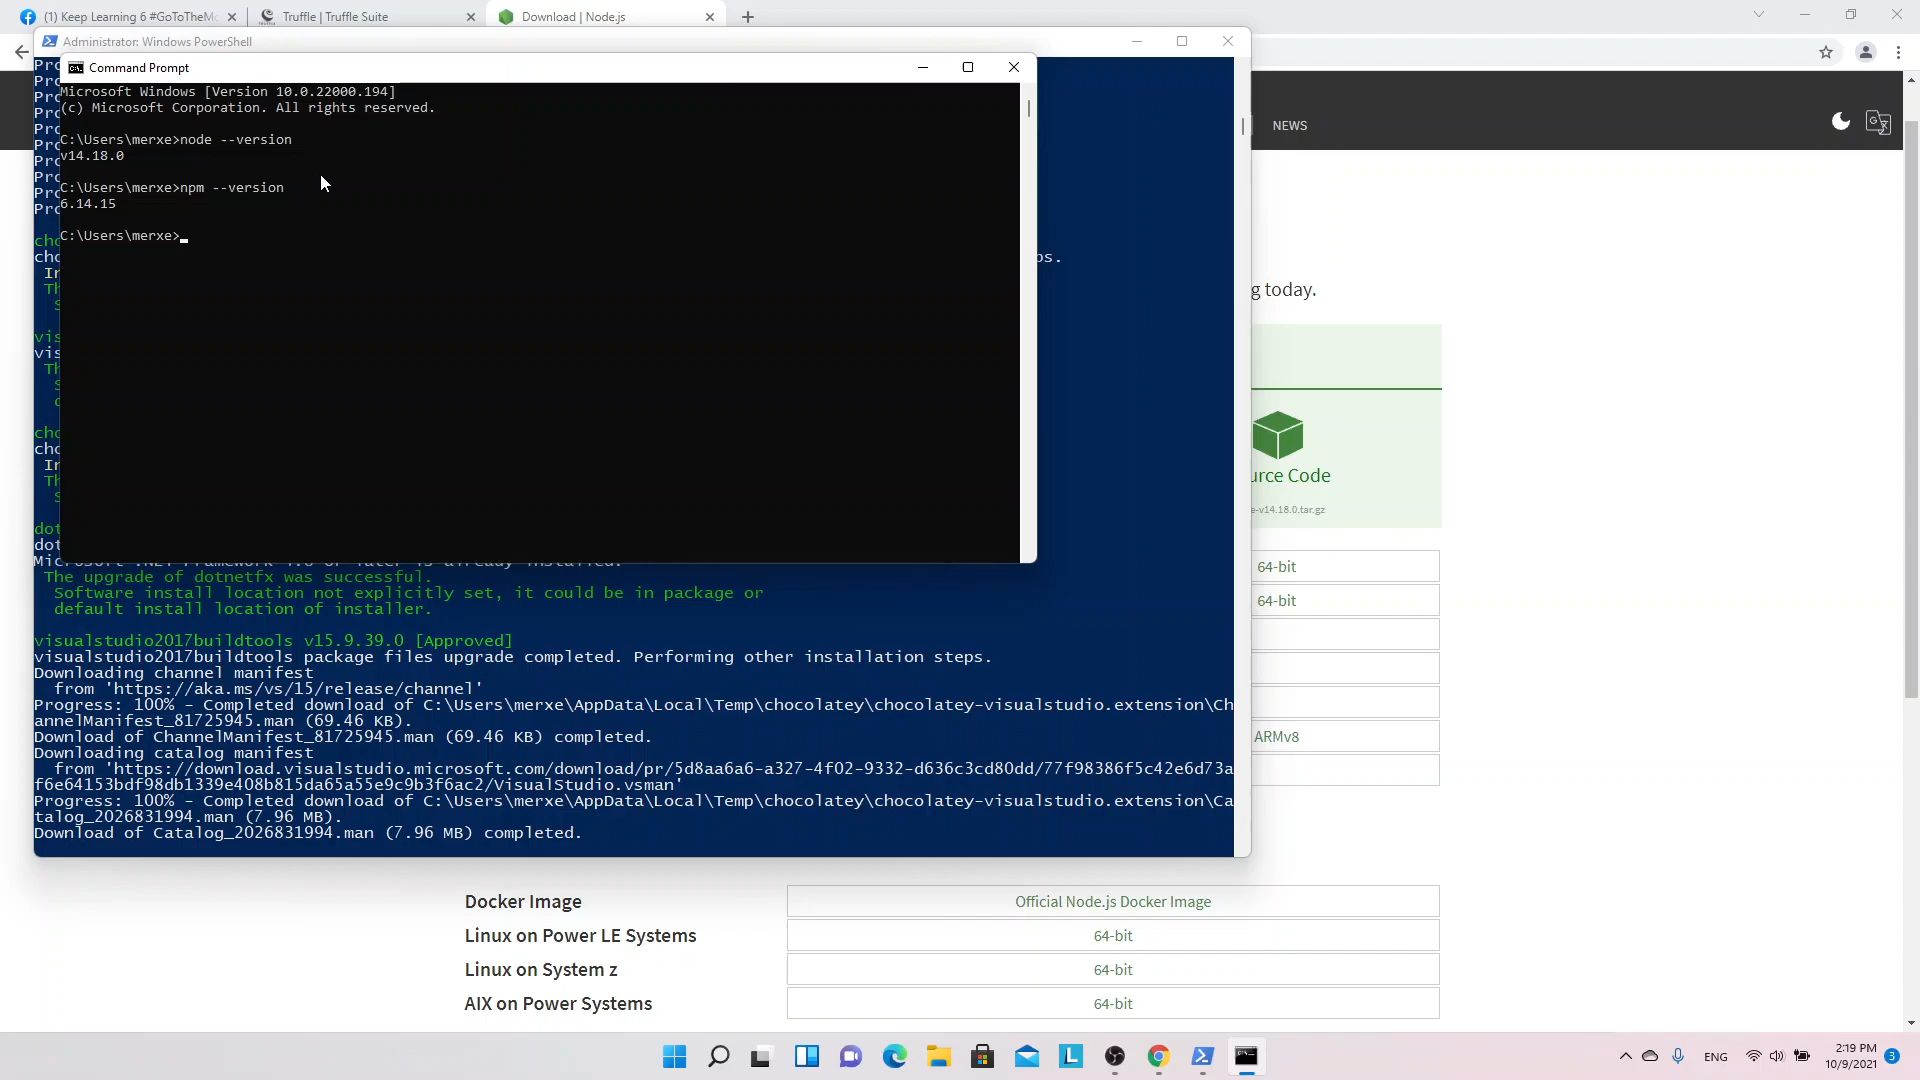 (1) Keep Learning 6 #GoToTheMo
Truffle | Truffle Suite
Download | Node.js
Administrator: Windows PowerShell
Command Prompt
Microsoft Windows [Version 10.0.22000.194]
(c) Microsoft Corporation. All rights reserved.
C:\Users\merxe>node --version
v14.18.0
C:\Users\merxe>npm --version
6.14.15
C:\Users\merxe>
NEWS
os.
g today.
urce Code
e-v14.18.0.tar.gz
64-bit
64-bit
ARMv8
The upgrade of dotnetfx was successful.
Software install location not explicitly set, it could be in package or
default install location of installer.
visualstudio2017buildtools v15.9.39.0 [Approved]
visualstudio2017buildtools package files upgrade completed. Performing other installation steps.
Downloading channel manifest
from 'https://aka.ms/vs/15/release/channel'
Progress: 100% - Completed download of C:\Users\merxe\AppData\Local\Temp\chocolatey\chocolatey-visualstudio.extension\Ch
annelManifest_81725945.man (69.46 KB).
Download of ChannelManifest_81725945.man (69.46 KB) completed.
Downloading catalog manifest
from 'https://download.visualstudio.microsoft.com/download/pr/5d8aa6a6-a327-4f02-9332-d636c3cd80dd/77f98386f5c42e6d73a
f6e64153bdf98db1339e408b815da65a55e9c9b3f6ac2/VisualStudio.vsman'
Progress: 100% - Completed download of C:\Users\merxe\AppData\Local\Temp\chocolatey\chocolatey-visualstudio.extension\Ca
talog_2026831994.man (7.96 MB).
Download of Catalog_2026831994.man (7.96 MB) completed.
Docker Image Official Node.js Docker Image
Linux on Power LE Systems 64-bit
Linux on System z 64-bit
AIX on Power Systems 64-bit
ENG
2:19 PM
10/9/2021
3